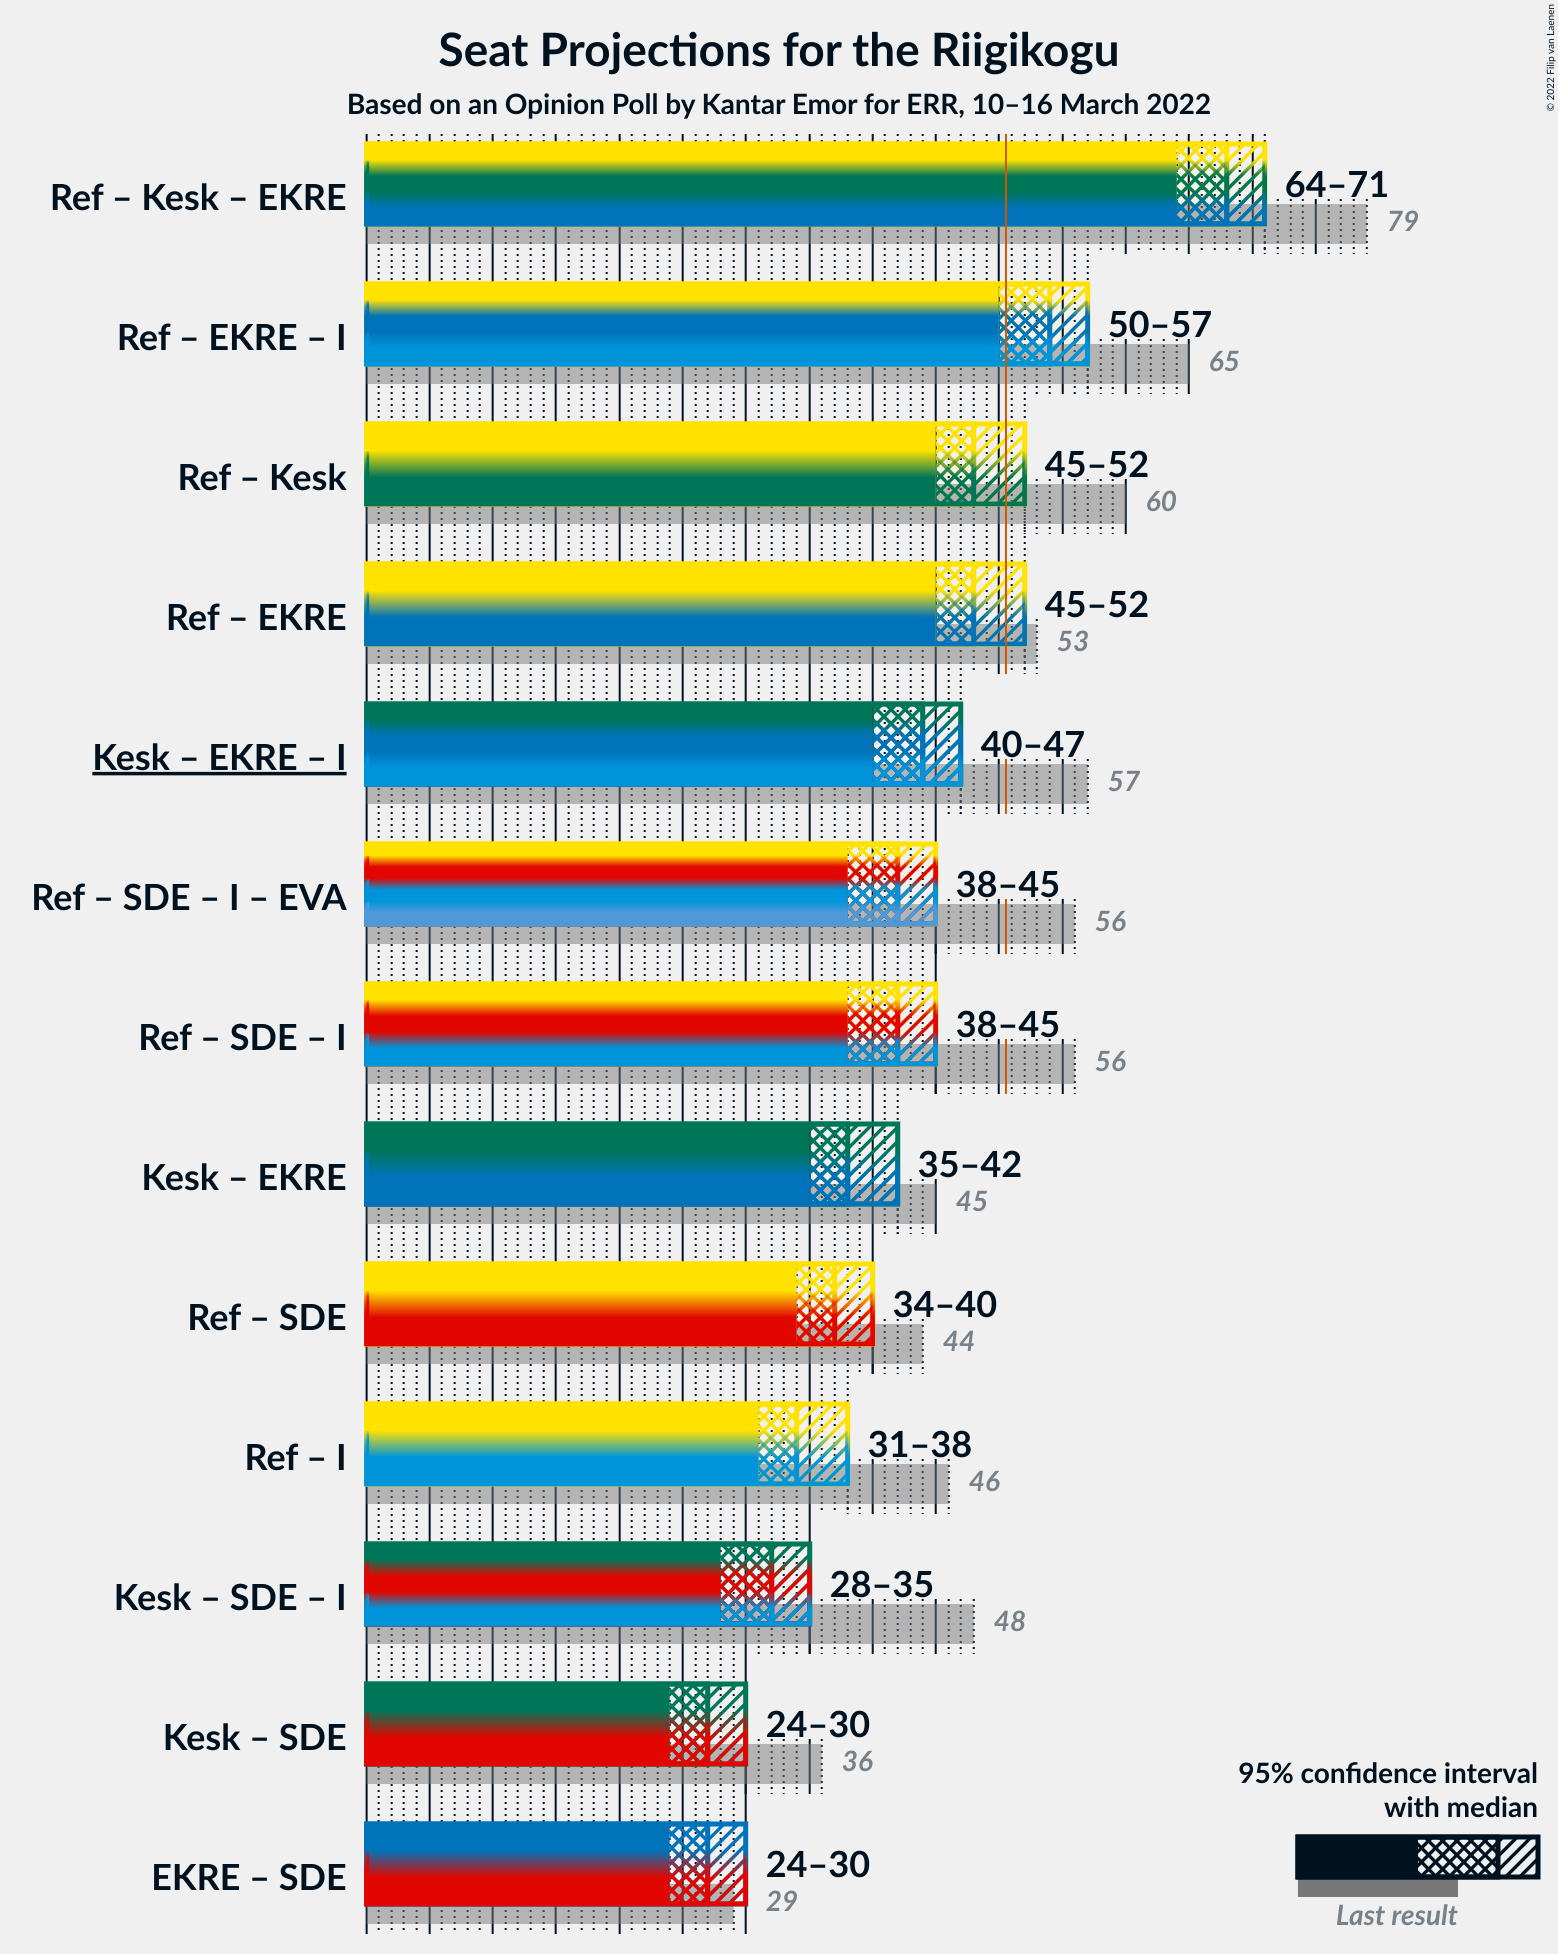 Seat Projections for the Riigikogu
Based on an Opinion Poll by Kantar Emor for ERR, 10–16 March 2022
© 2022 Filip van Laenen
Ref – Kesk – EKRE
64–71
79
Ref – EKRE – I
50–57
65
Ref – Kesk
45–52
60
Ref – EKRE
45–52
53
Kesk – EKRE – I
40–47
57
Ref – SDE – I – EVA
38–45
56
Ref – SDE – I
38–45
56
Kesk – EKRE
35–42
45
Ref – SDE
34–40
44
Ref – I
31–38
46
Kesk – SDE – I
28–35
48
Kesk – SDE
24–30
36
EKRE – SDE
24–30
29
95% confidence interval
with median
Last result